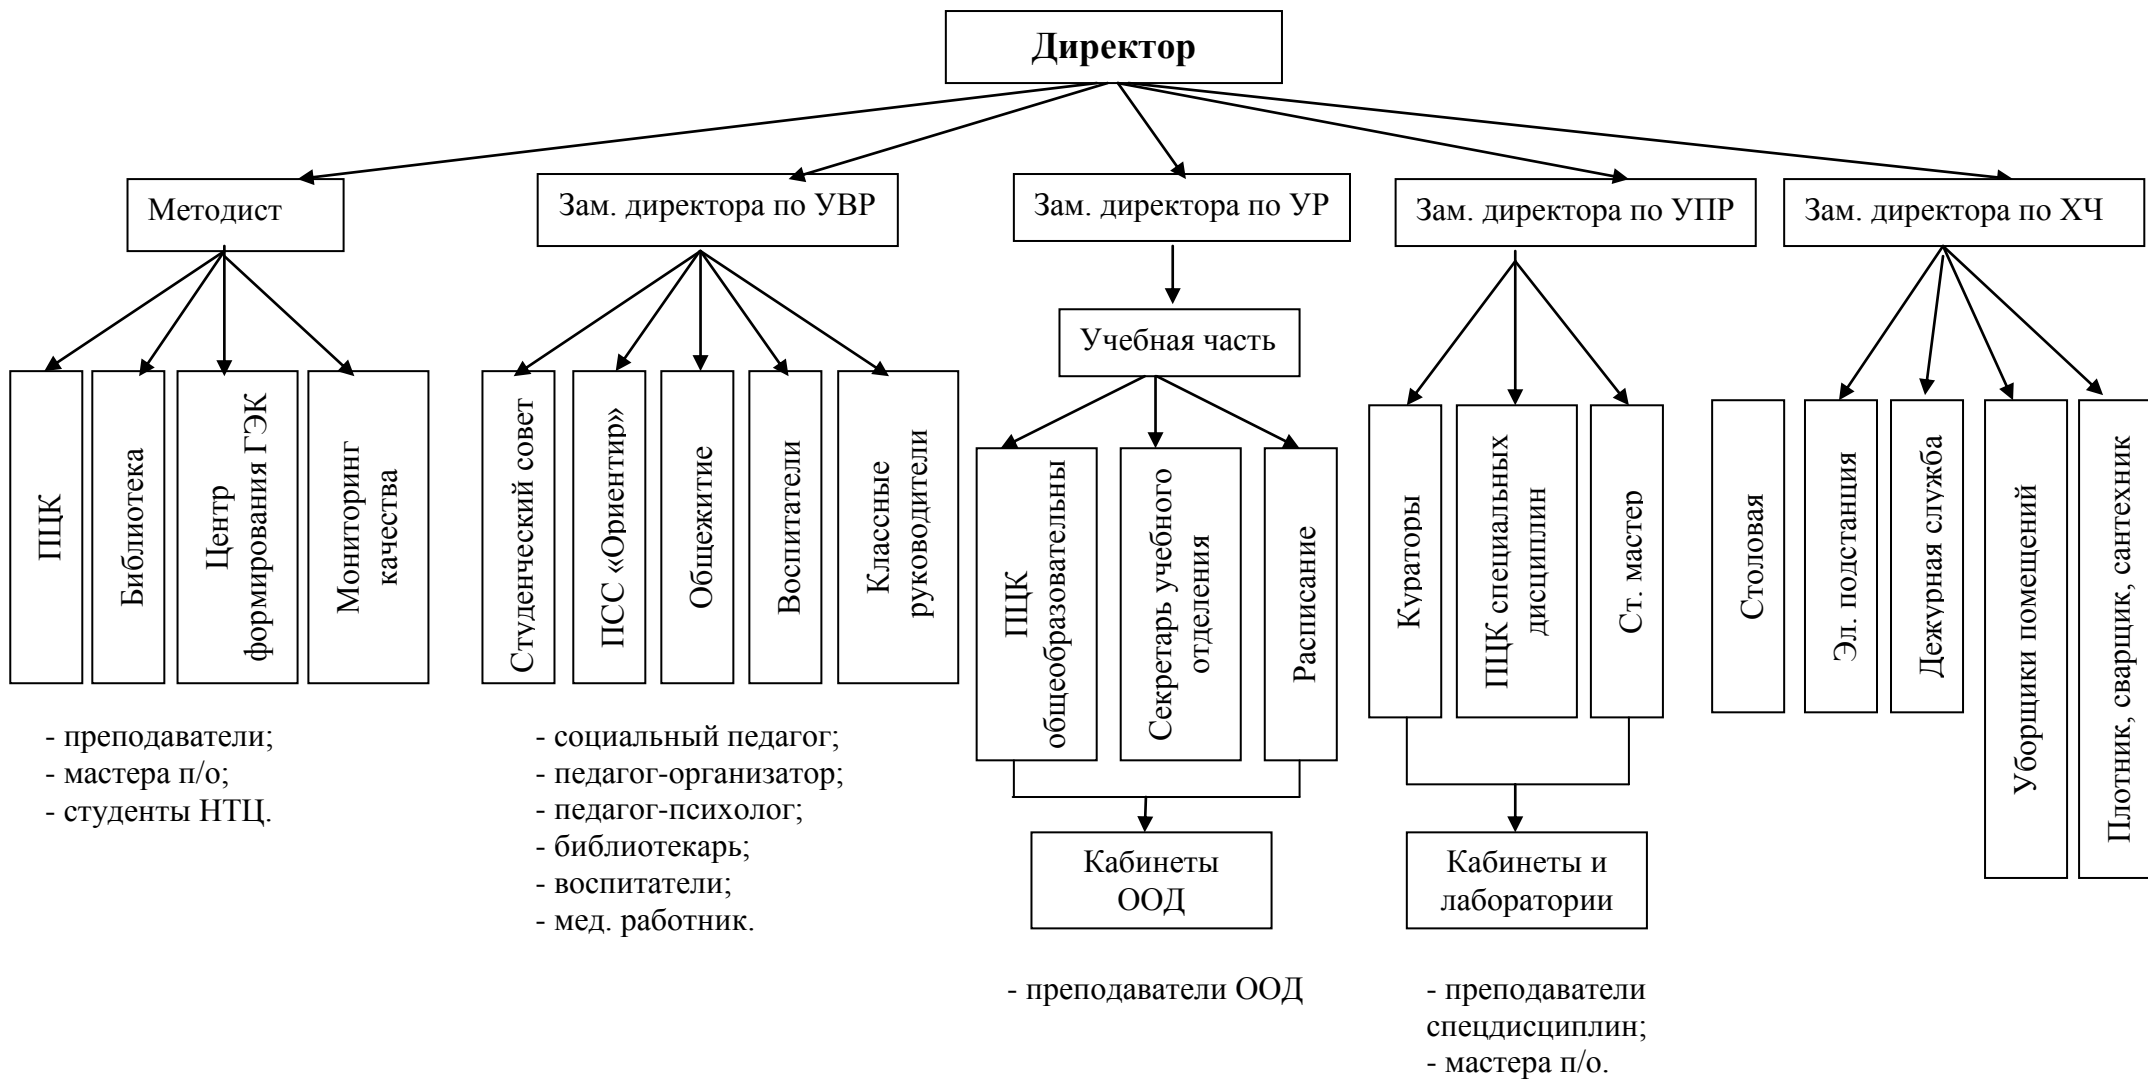 Директор
Методист
Зам. директора по УВР
Зам. директора по УР
Зам. директора по УПР
Зам. директора по ХЧ
Учебная часть
ПЦК
Библиотека
Центр
формирования ГЭК
Мониторинг
качества
Студенческий совет
ПСС «Ориентир»
Общежитие
Воспитатели
Классные
руководители
ПЦК
общеобразовательны
Секретарь учебного
отделения
Расписание
Кураторы
ПЦК специальных
дисциплин
Ст. мастер
Столовая
Эл. подстанция
Дежурная служба
Уборщики помещений
Плотник, сварщик, сантехник
- преподаватели;
- мастера п/о;
- студенты НТЦ.
- социальный педагог;
- педагог-организатор;
- педагог-психолог;
- библиотекарь;
- воспитатели;
- мед. работник.
Кабинеты
ООД
Кабинеты и
лаборатории
- преподаватели ООД
- преподаватели
спецдисциплин;
- мастера п/о.